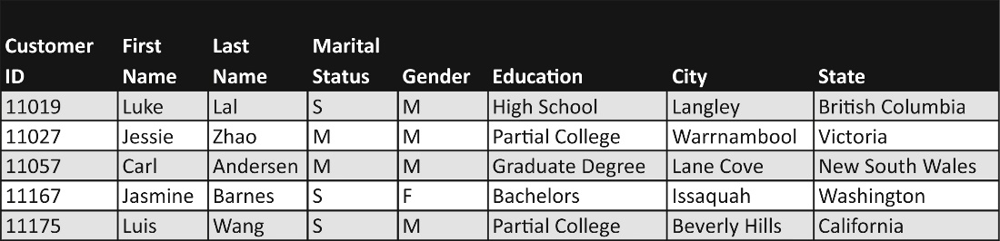 Customer First Last Marital
ID Name Name Status Gender Education City State
11019 Luke Lal S M High School Langley British Columbia
11027 Jessie Zhao M M Partial College Warrnambool Victoria
11057 Carl Andersen M M Graduate Degree Lane Cove New South Wales
11167 Jasmine Barnes S F Bachelors Issaquah Washington
11175 Luis Wang S M Partial College Beverly Hills California